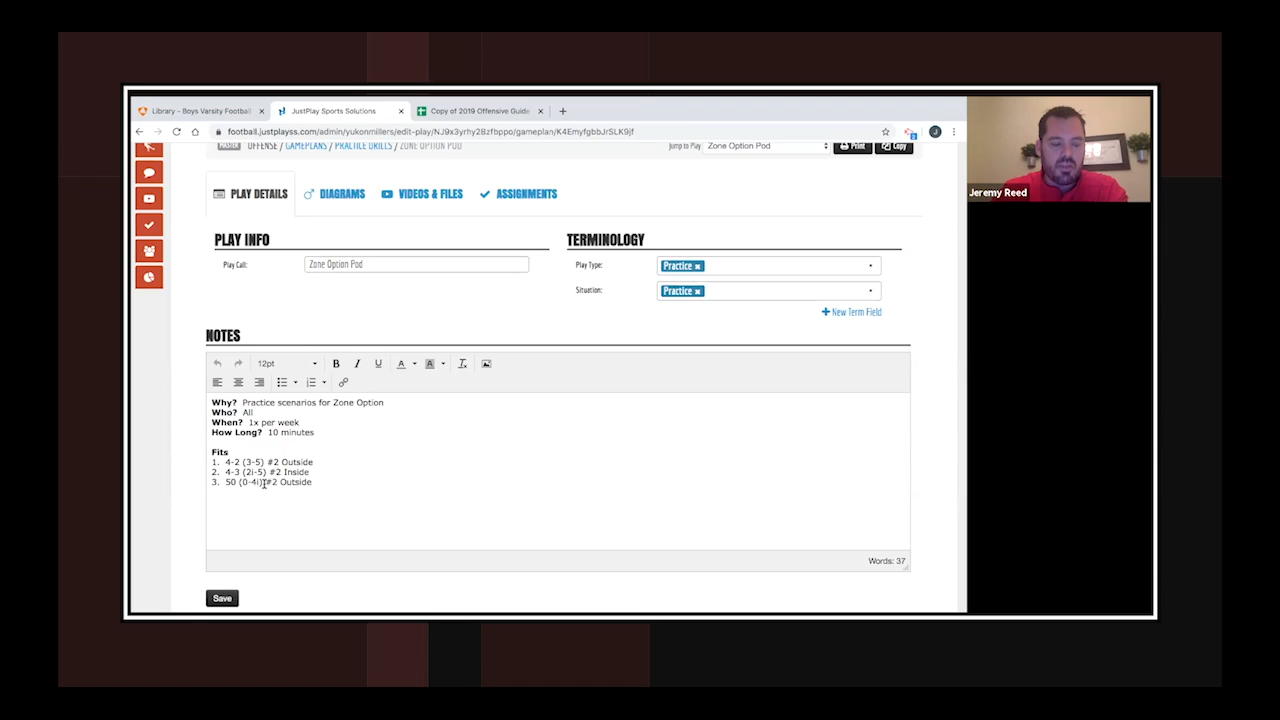 Library - Boys Varsity Football
JustPlay Sports Solutions
Copy of 2019 Offensive Guide
football.justplayss.com/admin/yukonmillers/edit-play/NJ9x3yrhy2Bzfbppo/gameplan/K4EmyfgbbJrSLK9jf
J
MASTER OFFENSE / GAMEPLANS / PRACTICE DRILLS / ZONE OPTION POD
Jump to Play Zone Option Pod Print Copy
Jeremy Reed
PLAY DETAILS DIAGRAMS VIDEOS & FILES ASSIGNMENTS
PLAY INFO
Play Call: Zone Option Pod
TERMINOLOGY
Play Type: Practice x
Situation: Practice x
+ New Term Field
NOTES
12pt B I U A A
Why? Practice scenarios for Zone Option
Who? All
When? 1x per week
How Long? 10 minutes
Fits
1. 4-2 (3-5) #2 Outside
2. 4-3 (2i-5) #2 Inside
3. 50 (0-4i) #2 Outside
Words: 37
Save